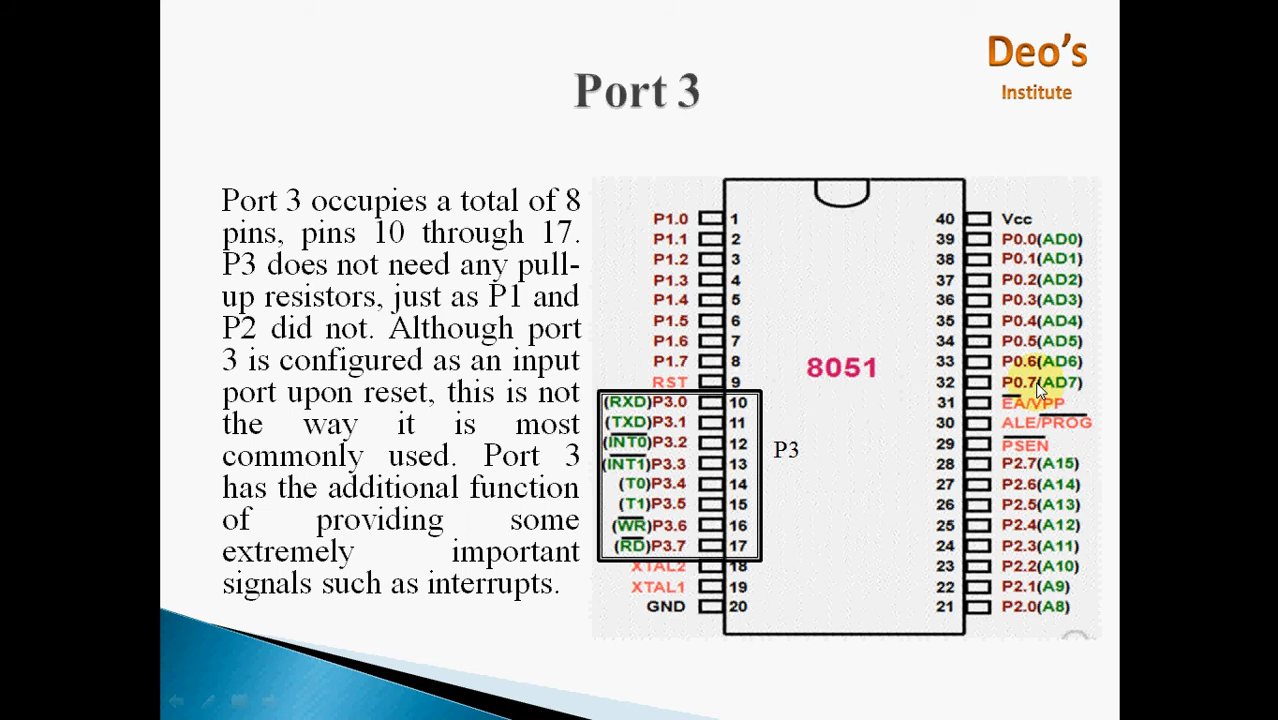 Deo's
Institute
Port 3
Port 3 occupies a total of 8
pins, pins 10 through 17.
P3 does not need any pull-
up resistors, just as P1 and
P2 did not. Although port
3 is configured as an input
port upon reset, this is not
the way it is most
commonly used. Port 3
has the additional function
of providing some
extremely important
signals such as interrupts.
P1.0 1 40 Vcc
P1.1 2 39 P0.0(AD0)
P1.2 3 38 P0.1(AD1)
P1.3 4 37 P0.2(AD2)
P1.4 5 36 P0.3(AD3)
P1.5 6 35 P0.4(AD4)
P1.6 7 34 P0.5(AD5)
P1.7 8 33 P0.6(AD6)
8051
RST 9 32 P0.7(AD7)
(RXD)P3.0 10 31 EA/VPP
(TXD)P3.1 11 30 ALE/PROG
(INT0)P3.2 12 29 PSEN
P3
(INT1)P3.3 13 28 P2.7(A15)
(T0)P3.4 14 27 P2.6(A14)
(T1)P3.5 15 26 P2.5(A13)
(WR)P3.6 16 25 P2.4(A12)
(RD)P3.7 17 24 P2.3(A11)
XTAL2 18 23 P2.2(A10)
XTAL1 19 22 P2.1(A9)
GND 20 21 P2.0(A8)